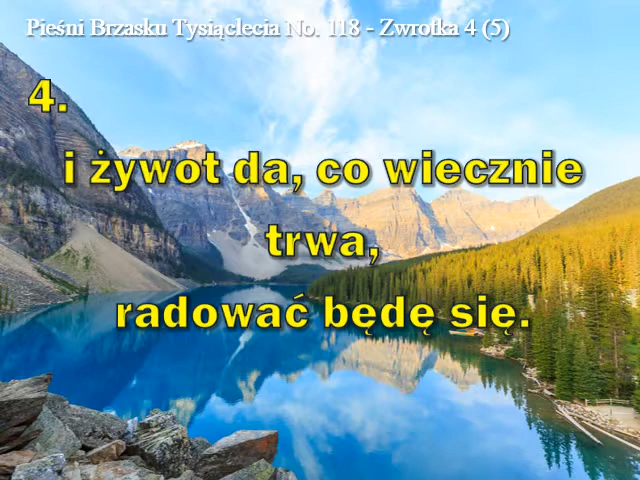 Pieśni Brzasku Tysiąclecia No. 118 - Zwrotka 4 (5)
4.
i żywot da, co wiecznie
trwa,
radować będę się.